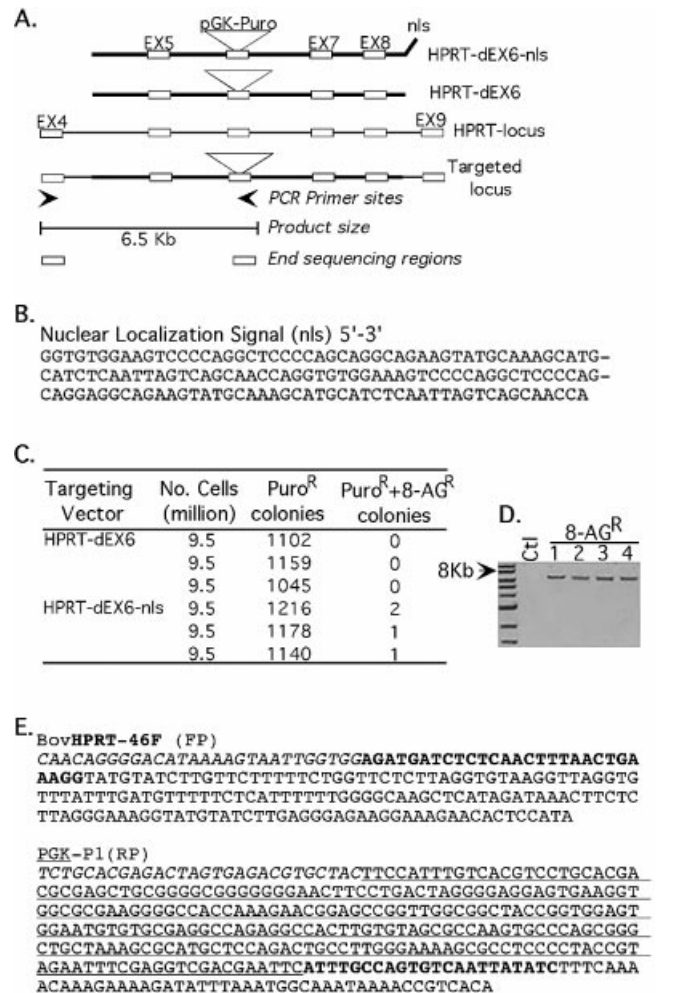 A.
pGK-Puro
nls
EX5 EX7 EX8
HPRT-dEX6-nls
HPRT-dEX6
EX4 EX9
HPRT-locus
Targeted
locus
PCR Primer sites
Product size
6.5 Kb
End sequencing regions
B.
Nuclear Localization Signal (nls) 5'-3'
GGTGTGGAAGTCCCCAGGCTCCCCAGCAGGCAGAAGTATGCAAAGCATG-
CATCTCAATTAGTCAGCAACCAGGTGTGGAAAGTCCCCAGGCTCCCCAG-
CAGGAGGCAGAAGTATGCAAAGCATGCATCTCAATTAGTCAGCAACCA
C.
Targeting No. Cells PuroR PuroR+8-AGR
Vector (million) colonies colonies
HPRT-dEX6 9.5 1102 0
9.5 1159 0
9.5 1045 0
HPRT-dEX6-nls 9.5 1216 2
9.5 1178 1
9.5 1140 1
D.
8-AGR
Ctl 1 2 3 4
8Kb
E.
BovHPRT-46F (FP)
CAACAGGGGACATAAAAGTAATTGGTGGAGATGATCTCTCAACTTTAACTGA
AAGGTATGTATCTTGTTCTTTTTCTGGTTCTCTTAGGTGTAAGGTTAGGTG
TTTATTTGATGTTTTTCTCATTTTTTGGGGCAAGCTCATAGATAAACTTCTC
TTAGGGAAAGGTATGTATCTTGAGGGAGAAGGAAAGAACACTCCATA
PGK-P1(RP)
TCTGCACGAGACTAGTGAGACGTGCTACTTCCATTTGTCACGTCCTGCACGA
CGCGAGCTGCGGGGCGGGGGGGAACTTCCTGACTAGGGGAGGAGTGAAGGT
GGCGCGAAGGGGCCACCAAAGAACGGAGCCGGTTGGCGGCTACCGGTGGAGT
GGAATGTGTGCGAGGCCAGAGGCCACTTGTGTAGCGCCAAGTGCCCAGCGGG
CTGCTAAAGCGCATGCTCCAGACTGCCTTGGGAAAAGCGCCTCCCCTACCGT
AGAATTTCGAGGTCGACGAATTCATTTGCCAGTGTCAATTATATCTTTCAAA
ACAAAGAAAAGATATTTAAATGGCAAATAAAACCGTCACA